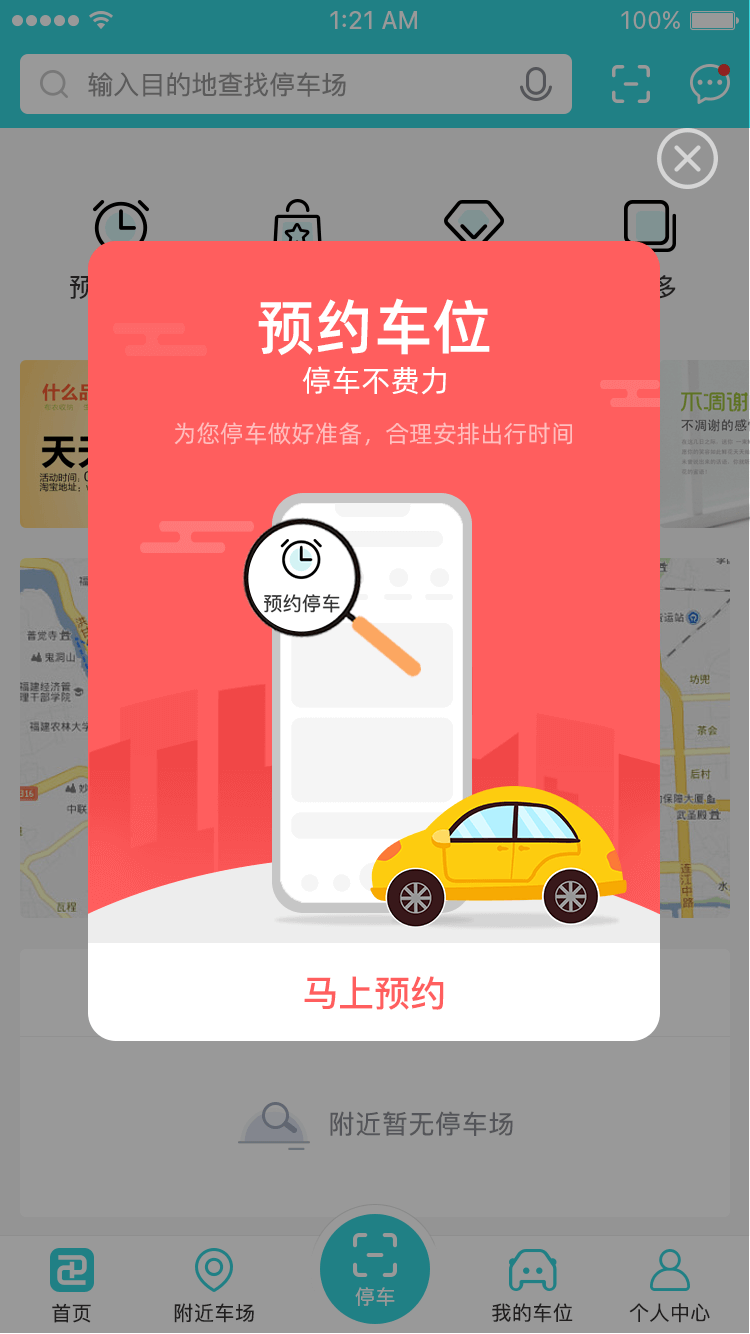 1:21 AM
100%
输入目的地查找停车场
预
多
预约车位
停车不费力
为您停车做好准备，合理安排出行时间
什么品
天天
活动时间：
淘宝地址：
不凋谢
不凋谢的感
预约停车
普觉寺
鬼洞山
福建经济管
理干部学院
福建农林大学
316
中联
瓦程
坊兜
茶会
后村
保障大厦
武圣殿
连江中路
水
马上预约
附近暂无停车场
首页
附近车场
停车
我的车位
个人中心